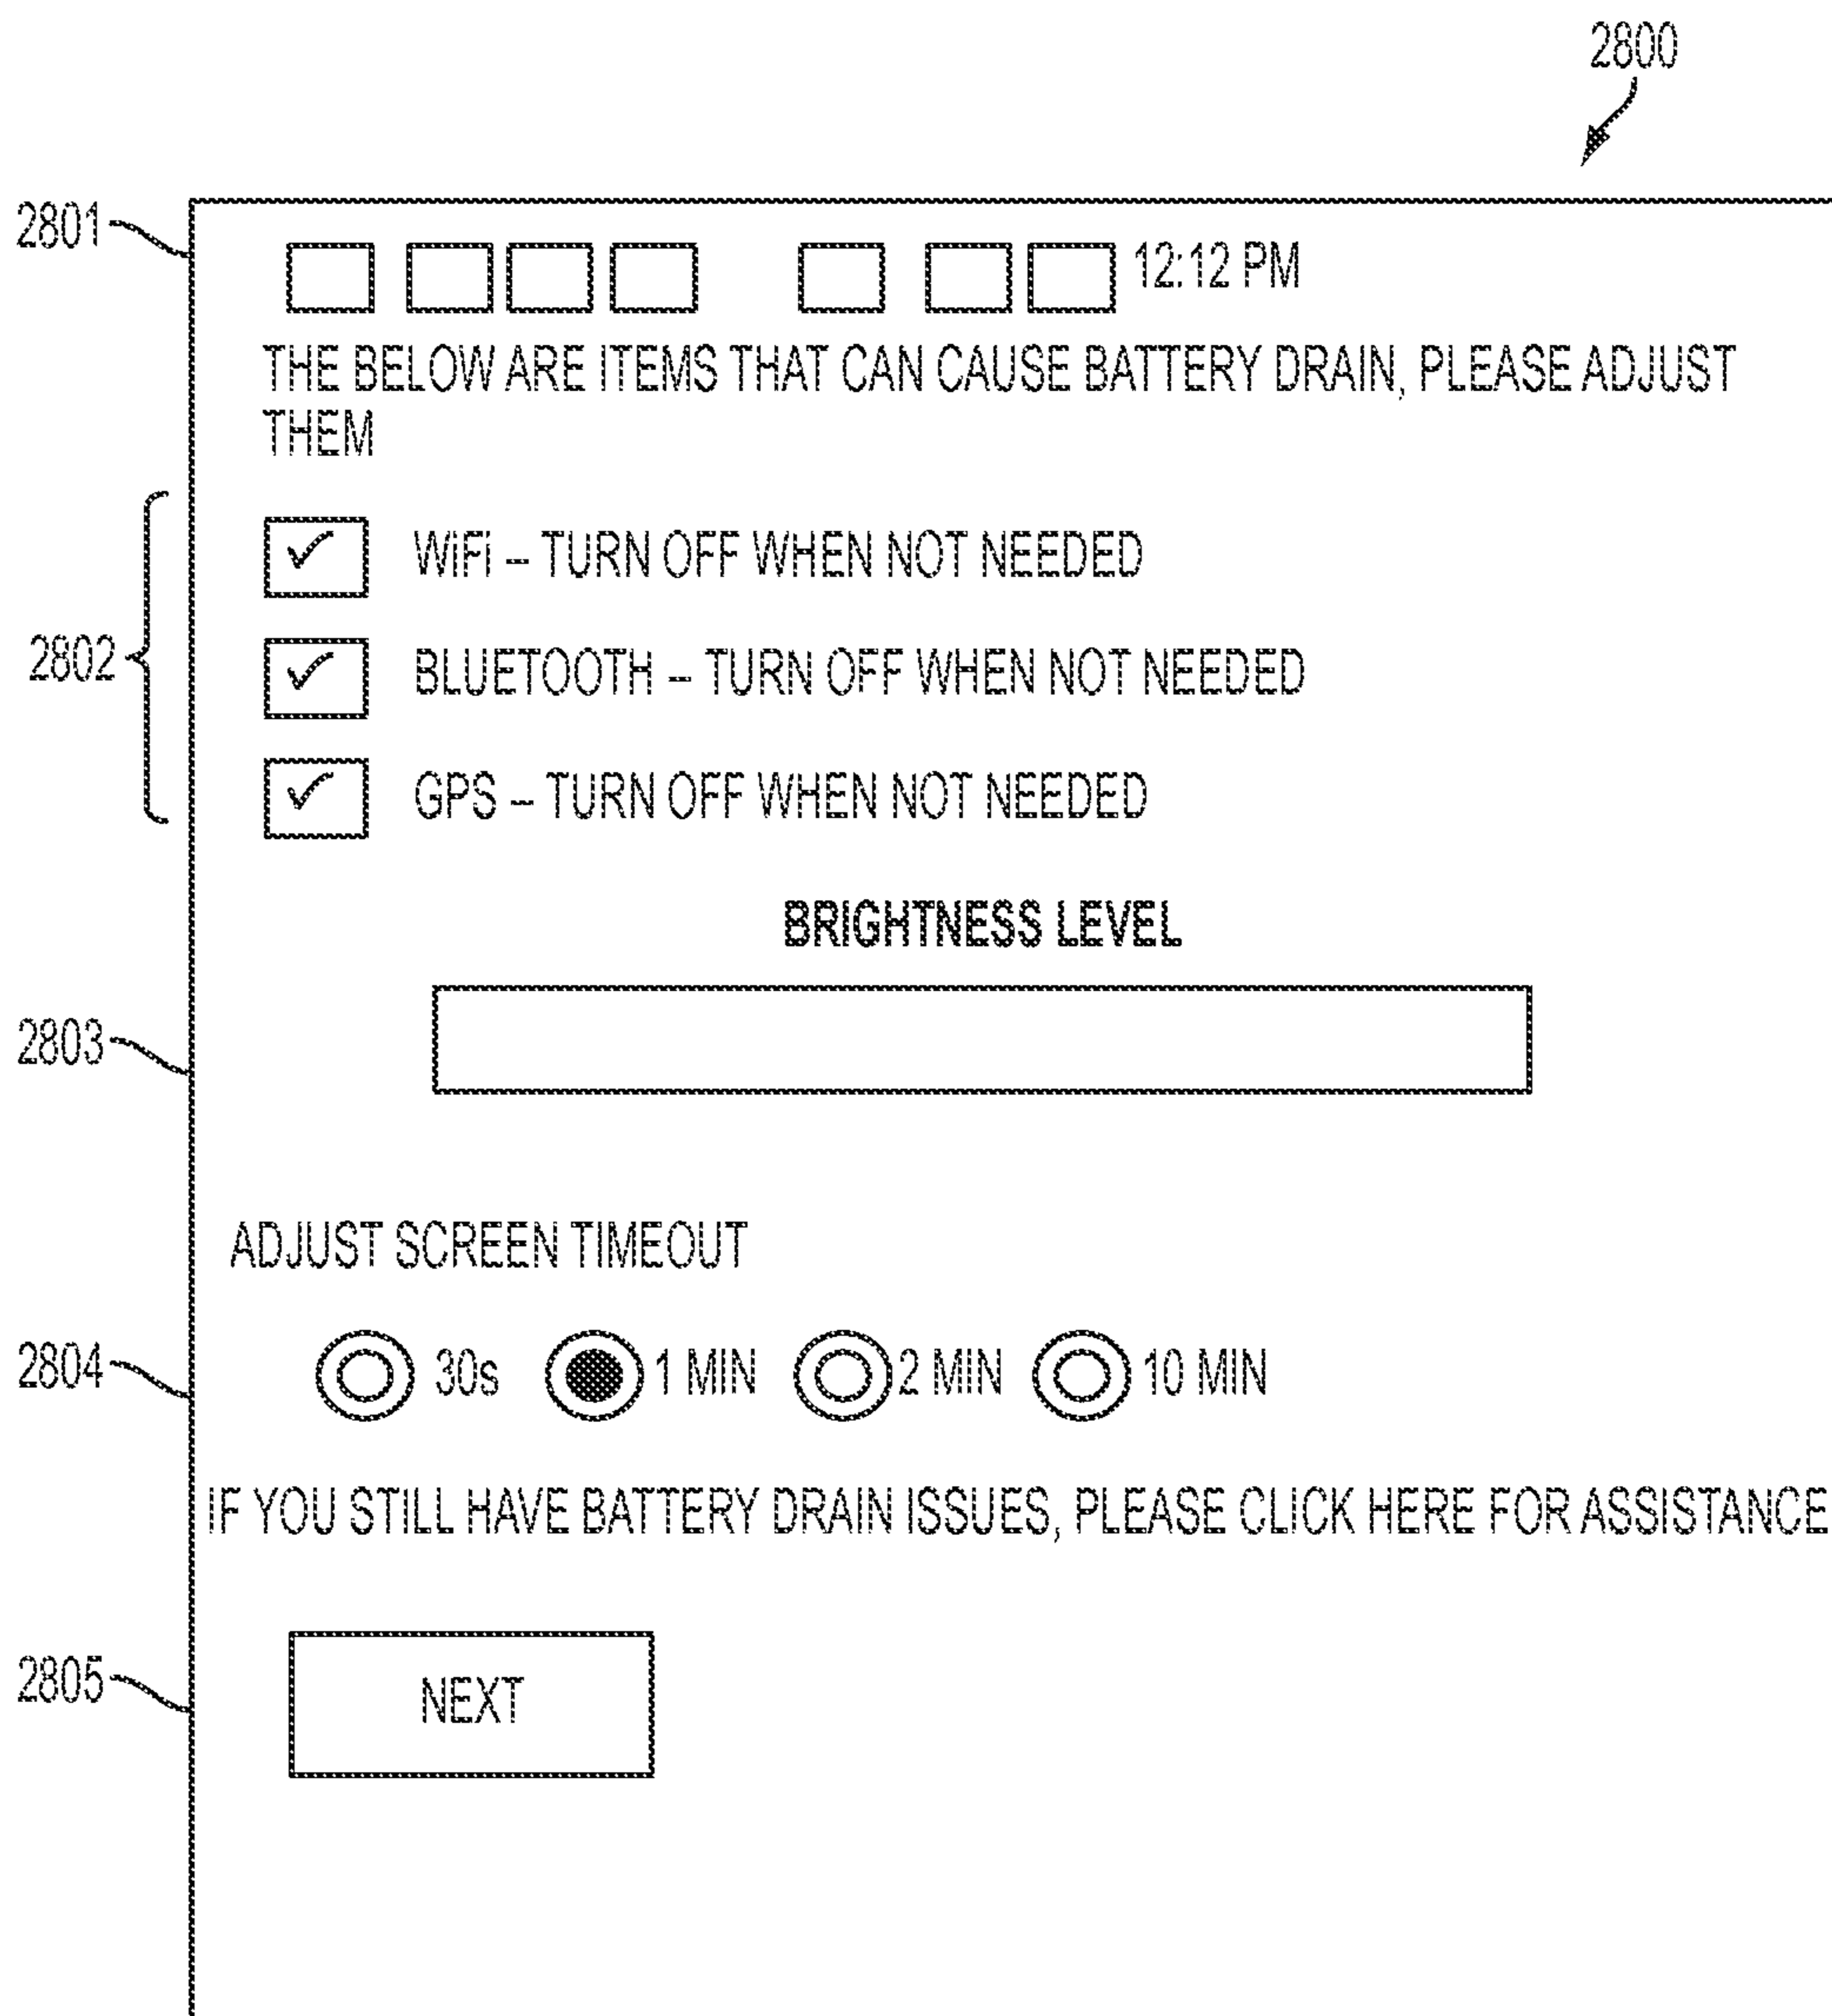 2800
2801
12:12 PM
THE BELOW ARE ITEMS THAT CAN CAUSE BATTERY DRAIN, PLEASE ADJUST
THEM
2802
WiFi – TURN OFF WHEN NOT NEEDED
BLUETOOTH – TURN OFF WHEN NOT NEEDED
GPS – TURN OFF WHEN NOT NEEDED
BRIGHTNESS LEVEL
2803
ADJUST SCREEN TIMEOUT
2804
30s 1 MIN 2 MIN 10 MIN
IF YOU STILL HAVE BATTERY DRAIN ISSUES, PLEASE CLICK HERE FOR ASSISTANCE
2805
NEXT